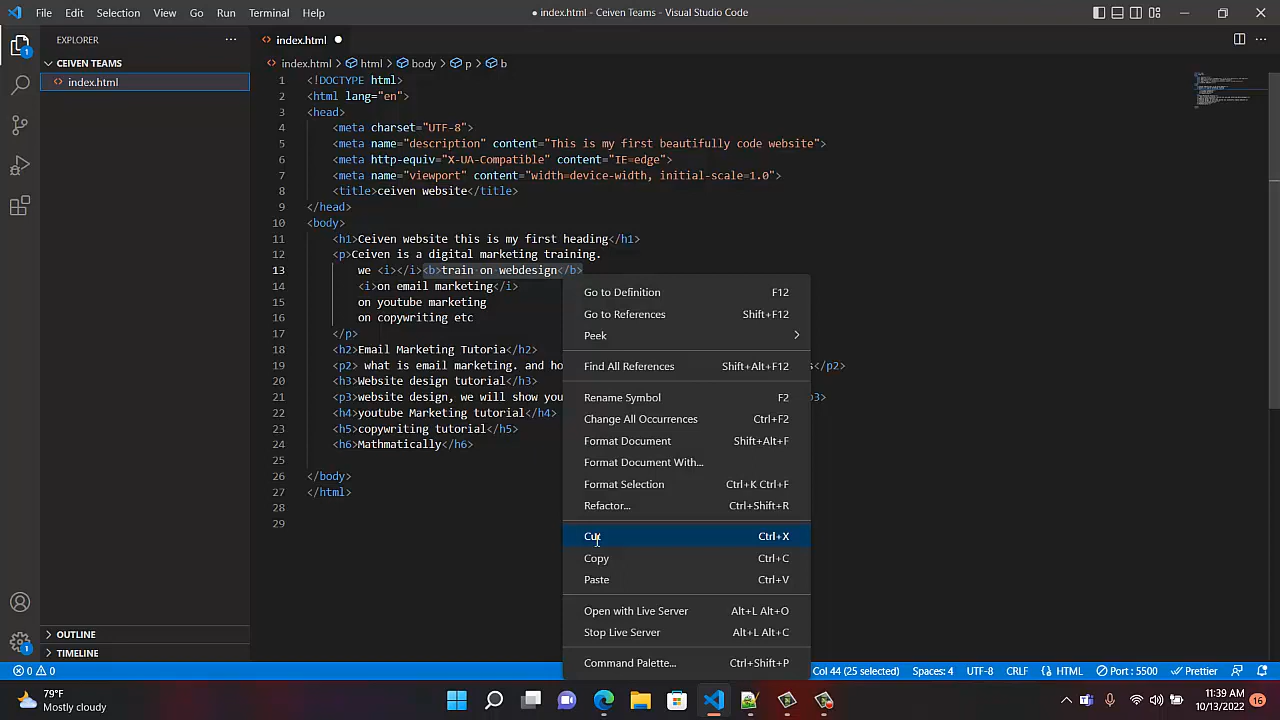 File Edit Selection View Go Run Terminal Help
● index.html - Ceiven Teams - Visual Studio Code
EXPLORER
CEIVEN TEAMS
index.html
index.html ●
index.html > html > body > p > b
1 <!DOCTYPE html>
2 <html lang="en">
3 <head>
4 <meta charset="UTF-8">
5 <meta name="description" content="This is my first beautifully code website">
6 <meta http-equiv="X-UA-Compatible" content="IE=edge">
7 <meta name="viewport" content="width=device-width, initial-scale=1.0">
8 <title>ceiven website</title>
9 </head>
10 <body>
11 <h1>Ceiven website this is my first heading</h1>
12 <p>Ceiven is a digital marketing training.
13 we <i></i><b>train on webdesign</b>
14 <i>on email marketing</i>
15 on youtube marketing
16 on copywriting etc
17 </p>
18 <h2>Email Marketing Tutoria</h2>
19 <p2> what is email marketing. and ho s</p2>
20 <h3>Website design tutorial</h3>
21 <p3>website design, we will show you p3>
22 <h4>youtube Marketing tutorial</h4>
23 <h5>copywriting tutorial</h5>
24 <h6>Mathmatically</h6>
25
26 </body>
27 </html>
28
29
Go to Definition F12
Go to References Shift+F12
Peek
Find All References Shift+Alt+F12
Rename Symbol F2
Change All Occurrences Ctrl+F2
Format Document Shift+Alt+F
Format Document With...
Format Selection Ctrl+K Ctrl+F
Refactor... Ctrl+Shift+R
Cut Ctrl+X
Copy Ctrl+C
Paste Ctrl+V
Open with Live Server Alt+L Alt+O
Stop Live Server Alt+L Alt+C
Command Palette... Ctrl+Shift+P
1
1
OUTLINE
TIMELINE
0 0
Col 44 (25 selected) Spaces: 4 UTF-8 CRLF HTML Port : 5500 Prettier
79°F
Mostly cloudy
11:39 AM
10/13/2022
16